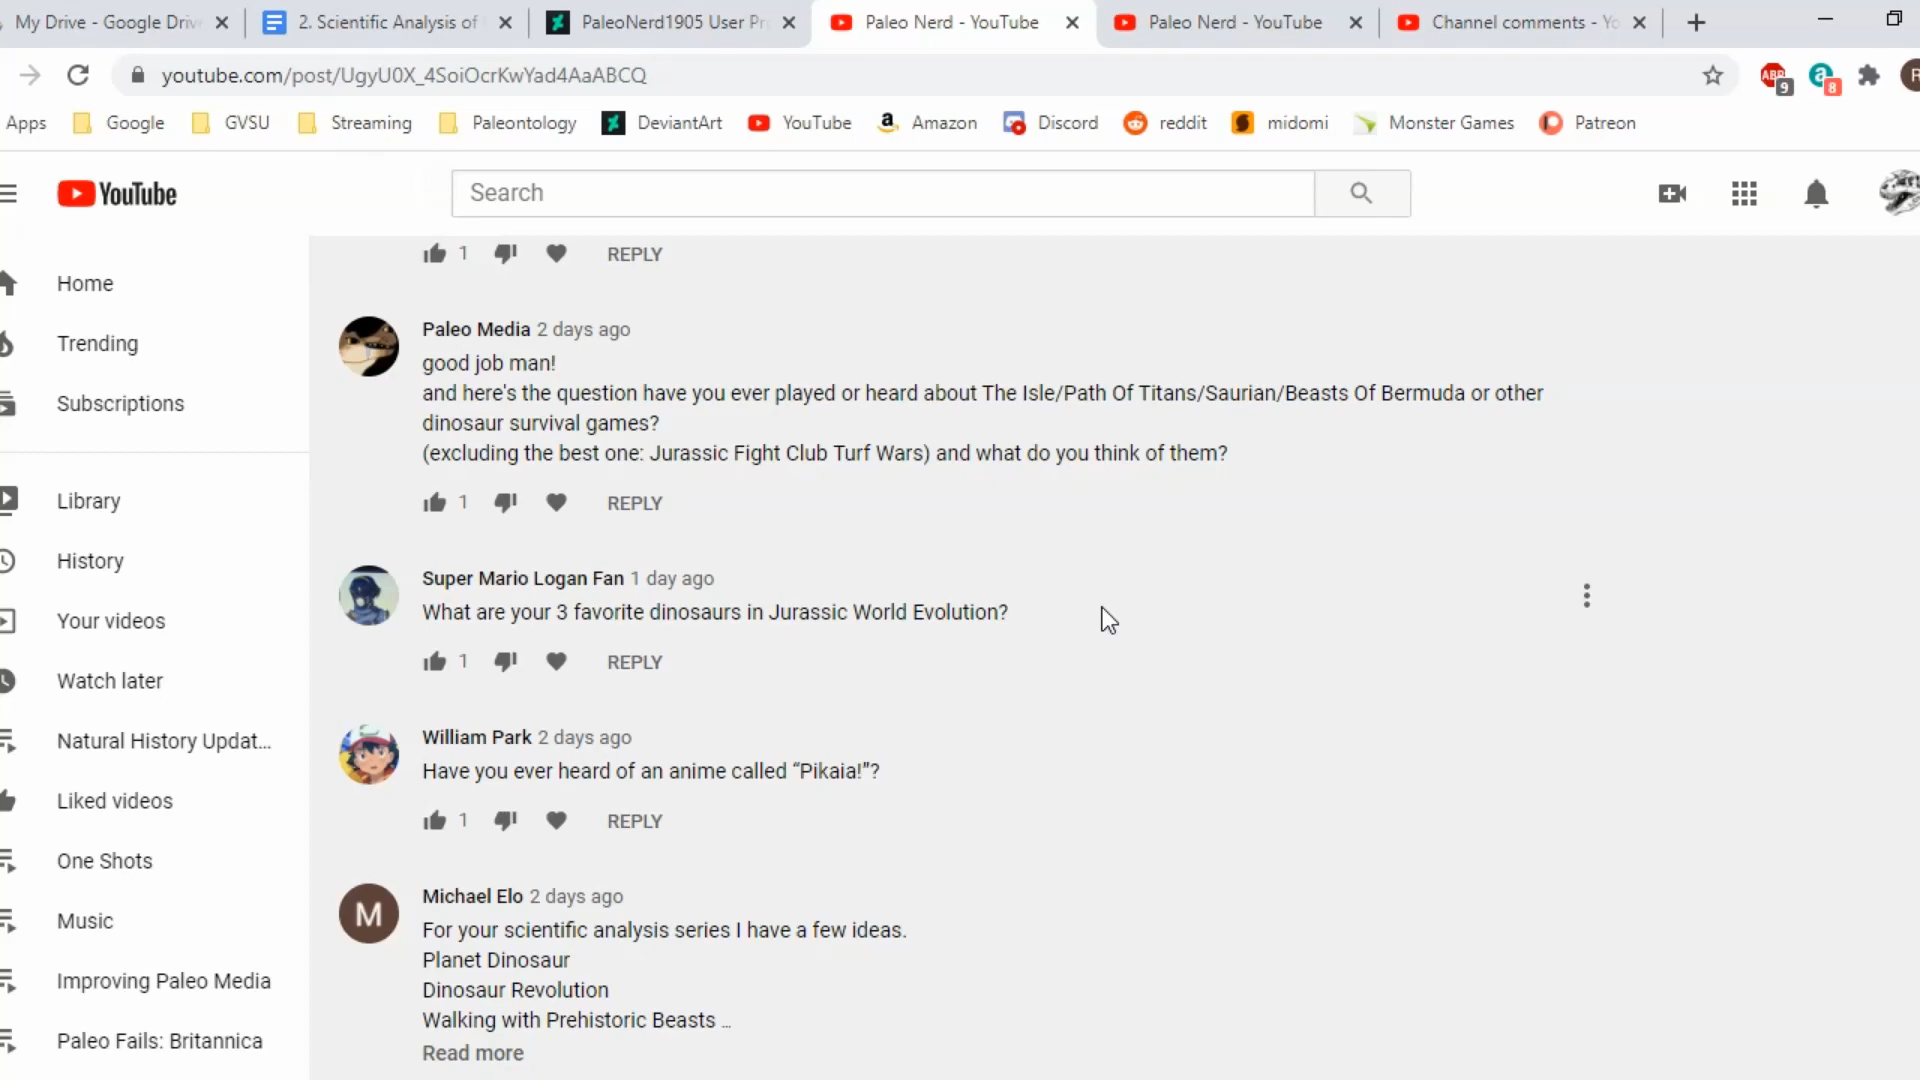 My Drive - Google Drive
2. Scientific Analysis of
PaleoNerd1905 User Pr
Paleo Nerd - YouTube
Paleo Nerd - YouTube
Channel comments - Yo
youtube.com/post/UgyU0X_4SoiOcrKwYad4AaABCQ
ABP
9
a
8
R
Apps
Google
GVSU
Streaming
Paleontology
DeviantArt
YouTube
Amazon
Discord
reddit
midomi
Monster Games
Patreon
YouTube
Search
Home
Trending
Subscriptions
Library
History
Your videos
Watch later
Natural History Updat...
Liked videos
One Shots
Music
Improving Paleo Media
Paleo Fails: Britannica
1 REPLY
Paleo Media 2 days ago
good job man!
and here's the question have you ever played or heard about The Isle/Path Of Titans/Saurian/Beasts Of Bermuda or other
dinosaur survival games?
(excluding the best one: Jurassic Fight Club Turf Wars) and what do you think of them?
1 REPLY
Super Mario Logan Fan 1 day ago
What are your 3 favorite dinosaurs in Jurassic World Evolution?
1 REPLY
William Park 2 days ago
Have you ever heard of an anime called “Pikaia!”?
1 REPLY
M
Michael Elo 2 days ago
For your scientific analysis series I have a few ideas.
Planet Dinosaur
Dinosaur Revolution
Walking with Prehistoric Beasts ...
Read more